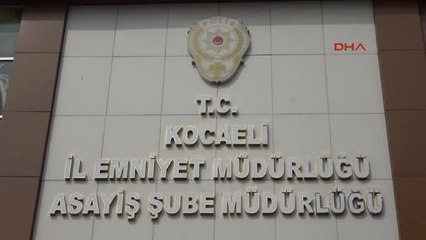 DHA
T.C.
KOCAELİ
İL EMNİYET MÜDÜRLÜĞÜ
ASAYİŞ ŞUBE MÜDÜRLÜĞÜ